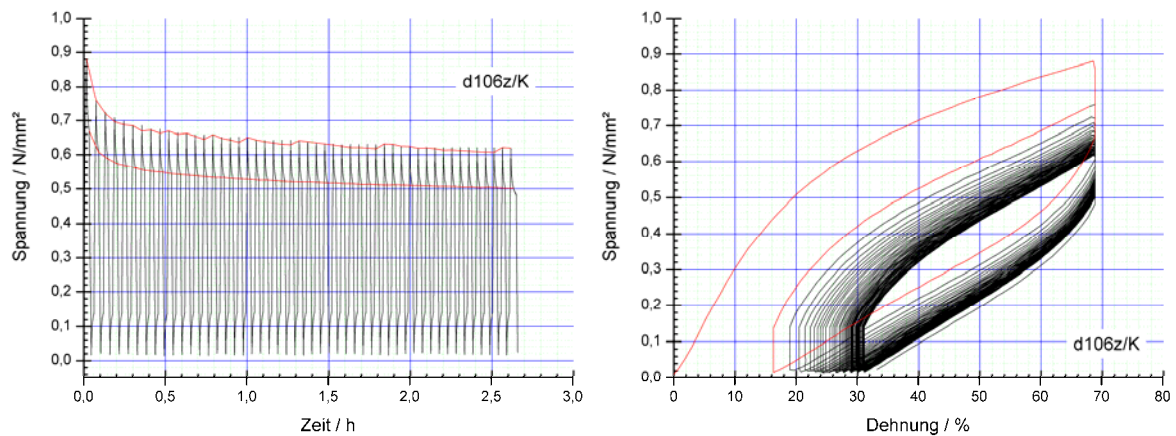 1,0
0,9
0,8
0,7
0,6
0,5
0,4
0,3
0,2
0,1
0,0
Spannung / N/mm²
d106z/K
0,0 0,5 1,0 1,5 2,0 2,5 3,0
Zeit / h
1,0
0,9
0,8
0,7
0,6
0,5
0,4
0,3
0,2
0,1
0,0
Spannung / N/mm²
d106z/K
0 10 20 30 40 50 60 70 80
Dehnung / %